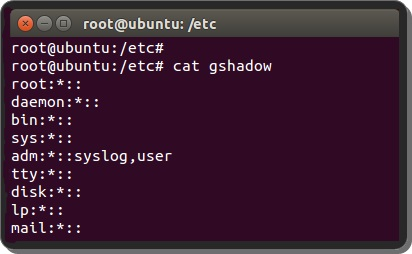 root@ubuntu: /etc
root@ubuntu:/etc#
root@ubuntu:/etc# cat gshadow
root:*::
daemon:*::
bin:*::
sys:*::
adm:*::syslog,user
tty:*::
disk:*::
lp:*::
mail:*::